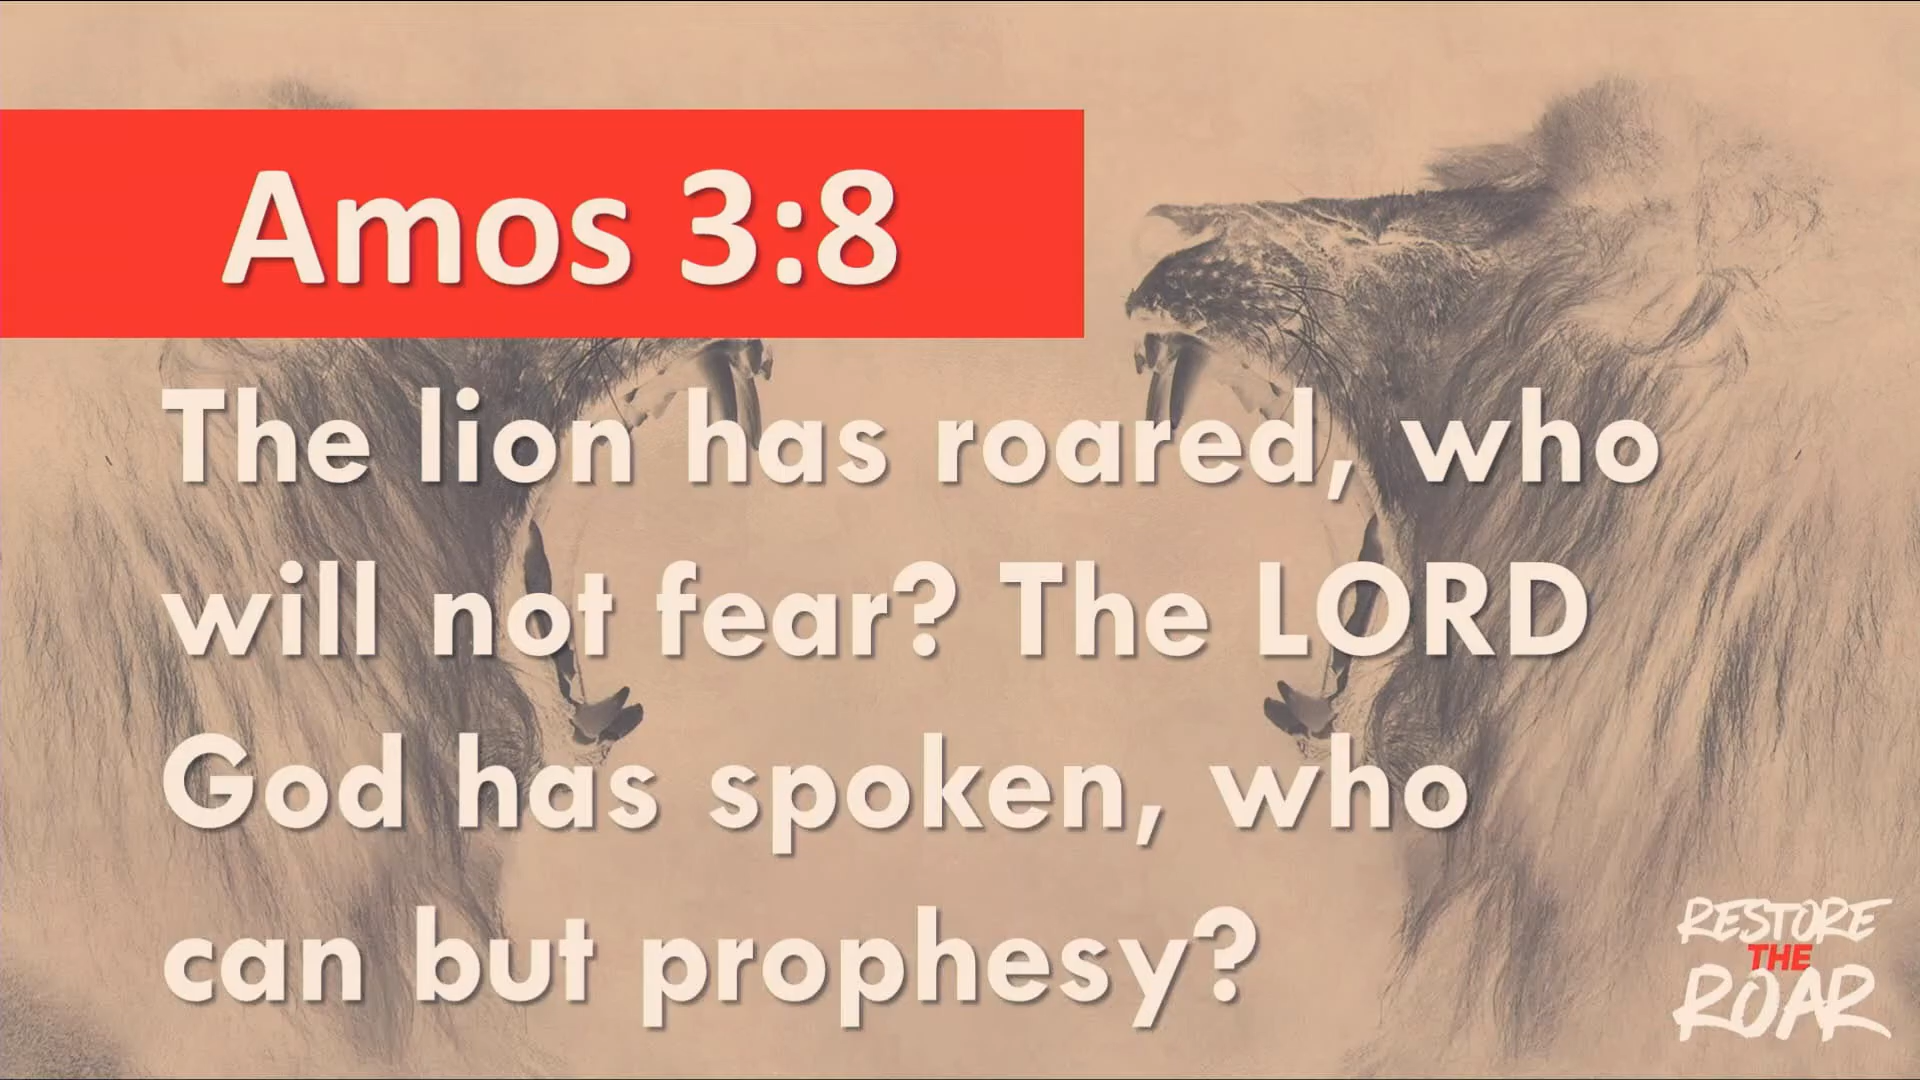 Amos 3:8
The lion has roared, who
will not fear? The LORD
God has spoken, who
can but prophesy?
RESTORE
THE
ROAR